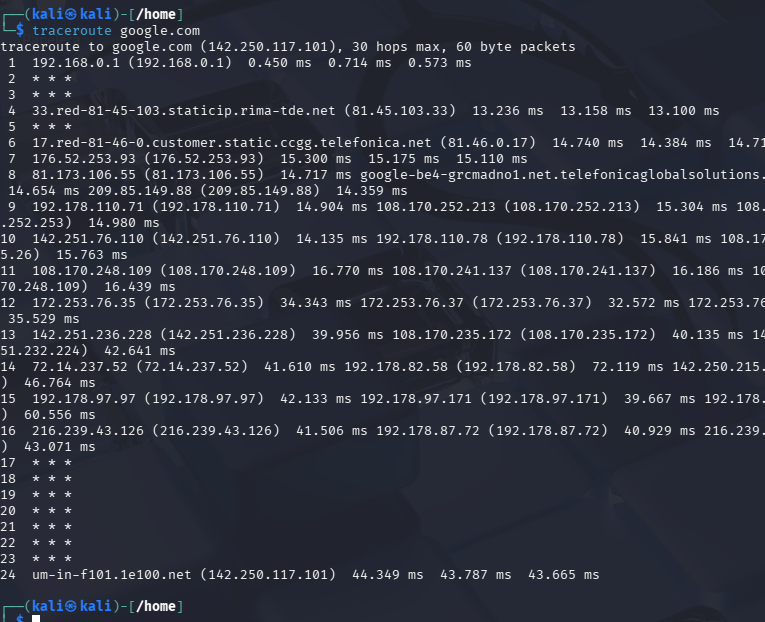 ┌──(kali㉿kali)-[/home]
└─$ traceroute google.com
traceroute to google.com (142.250.117.101), 30 hops max, 60 byte packets
 1  192.168.0.1 (192.168.0.1)  0.450 ms  0.714 ms  0.573 ms
 2  * * *
 3  * * *
 4  33.red-81-45-103.staticip.rima-tde.net (81.45.103.33)  13.236 ms  13.158 ms  13.100 ms
 5  * * *
 6  17.red-81-46-0.customer.static.ccgg.telefonica.net (81.46.0.17)  14.740 ms  14.384 ms  14.71
 7  176.52.253.93 (176.52.253.93)  15.300 ms  15.175 ms  15.110 ms
 8  81.173.106.55 (81.173.106.55)  14.717 ms google-be4-grcmadno1.net.telefonicaglobalsolutions.
 14.654 ms 209.85.149.88 (209.85.149.88)  14.359 ms
 9  192.178.110.71 (192.178.110.71)  14.904 ms 108.170.252.213 (108.170.252.213)  15.304 ms 108.
.252.253)  14.980 ms
10  142.251.76.110 (142.251.76.110)  14.135 ms 192.178.110.78 (192.178.110.78)  15.841 ms 108.17
5.26)  15.763 ms
11  108.170.248.109 (108.170.248.109)  16.770 ms 108.170.241.137 (108.170.241.137)  16.186 ms 10
70.248.109)  16.439 ms
12  172.253.76.35 (172.253.76.35)  34.343 ms 172.253.76.37 (172.253.76.37)  32.572 ms 172.253.76
 35.529 ms
13  142.251.236.228 (142.251.236.228)  39.956 ms 108.170.235.172 (108.170.235.172)  40.135 ms 14
51.232.224)  42.641 ms
14  72.14.237.52 (72.14.237.52)  41.610 ms 192.178.82.58 (192.178.82.58)  72.119 ms 142.250.215.
)  46.764 ms
15  192.178.97.97 (192.178.97.97)  42.133 ms 192.178.97.171 (192.178.97.171)  39.667 ms 192.178.
)  60.556 ms
16  216.239.43.126 (216.239.43.126)  41.506 ms 192.178.87.72 (192.178.87.72)  40.929 ms 216.239.
)  43.071 ms
17  * * *
18  * * *
19  * * *
20  * * *
21  * * *
22  * * *
23  * * *
24  um-in-f101.1e100.net (142.250.117.101)  44.349 ms  43.787 ms  43.665 ms
┌──(kali㉿kali)-[/home]
└─$